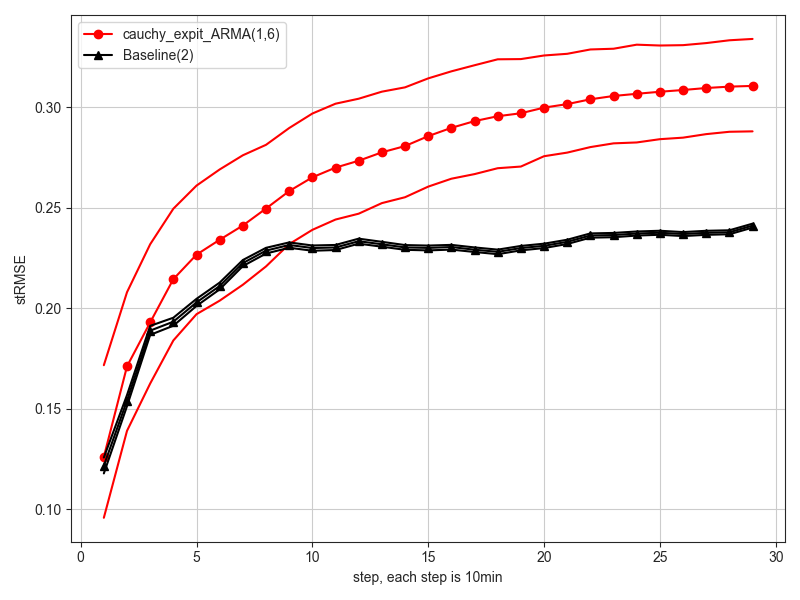 cauchy_expit_ARMA(1,6)
Baseline(2)
0.30
0.25
0.20
0.15
0.10
stRMSE
0 5 10 15 20 25 30
step, each step is 10min